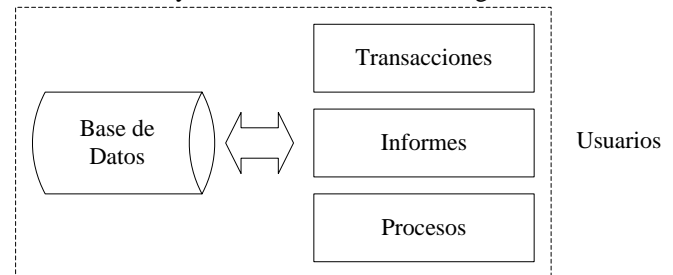 Transacciones
Base de
Datos
Informes
Usuarios
Procesos